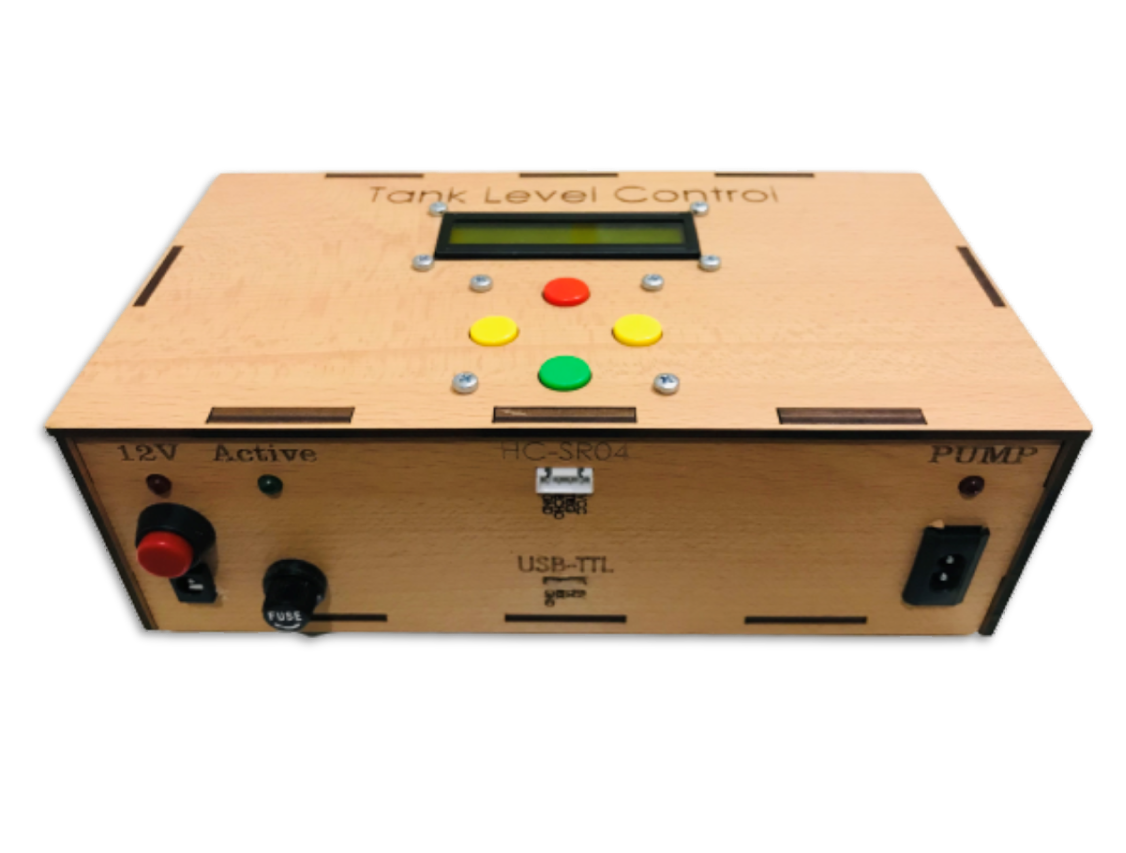 Tank Level Control
12V Active
HC-SR04
PUMP
USB-TTL
FUSE